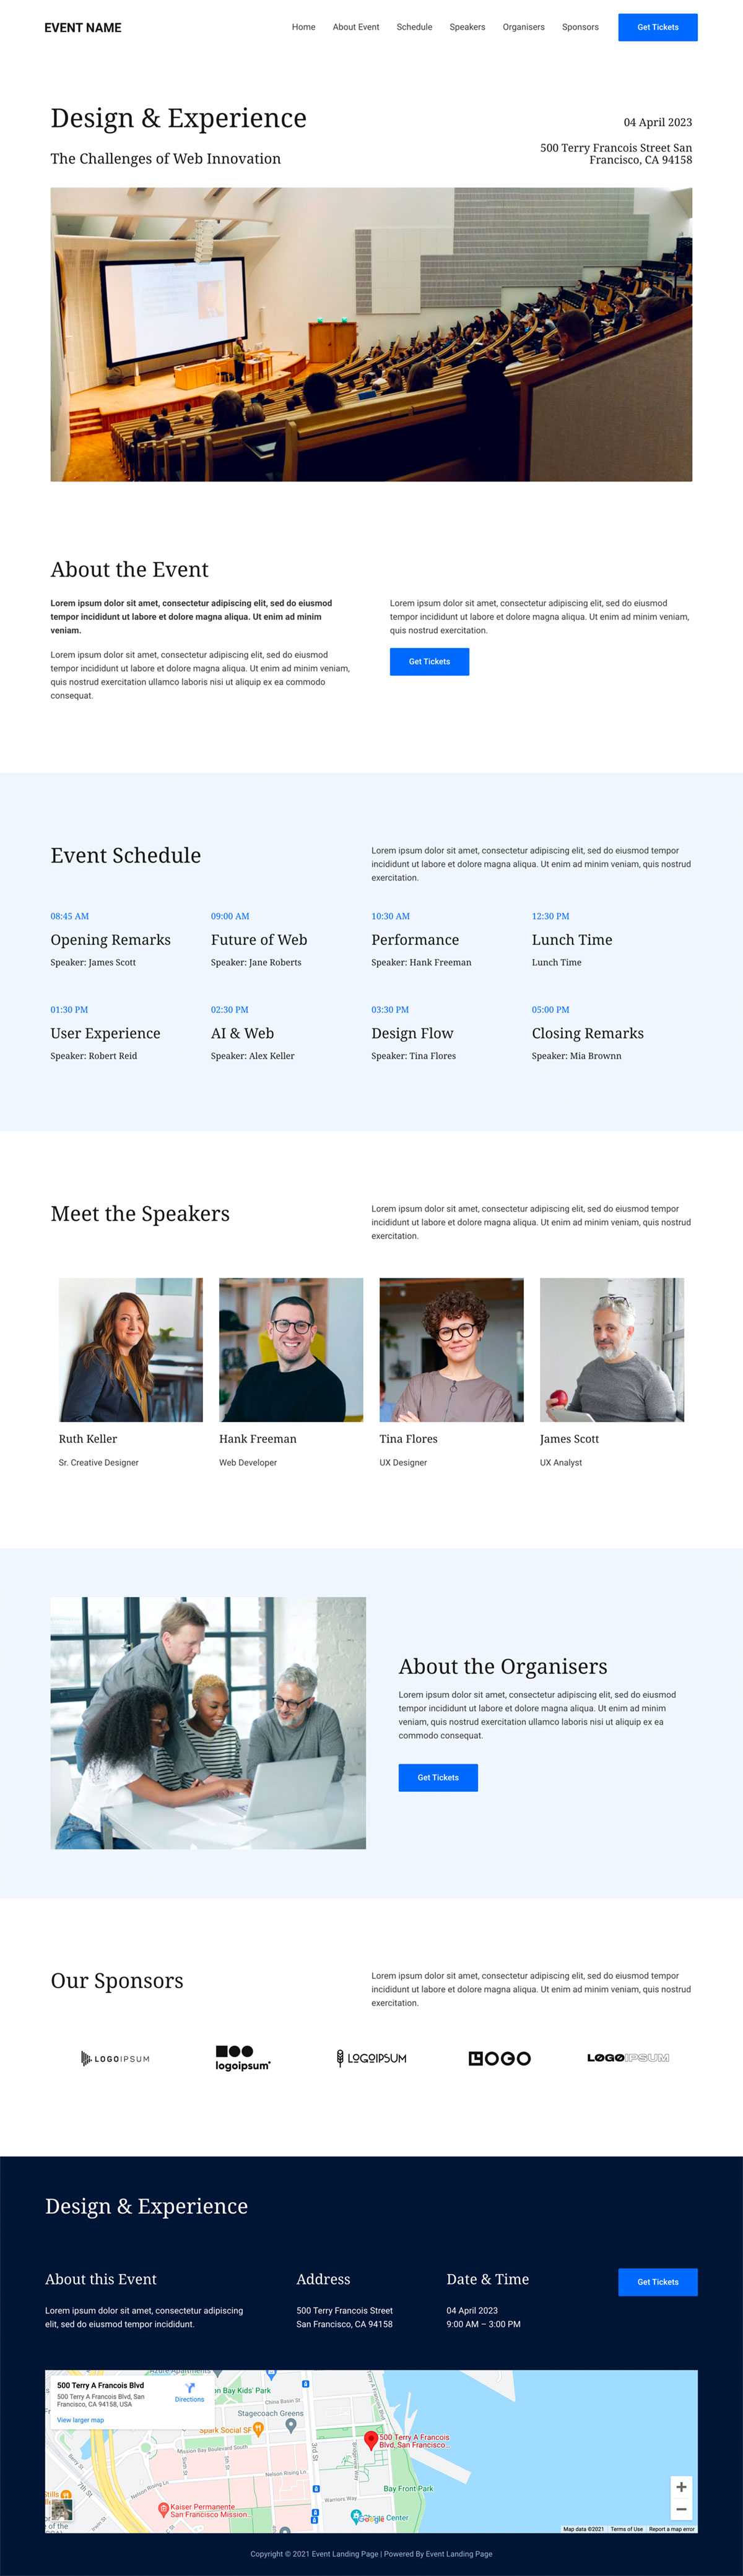 EVENT NAME
Home About Event Schedule Speakers Organisers Sponsors Get Tickets
Design & Experience
04 April 2023
The Challenges of Web Innovation
500 Terry Francois Street San
Francisco, CA 94158
About the Event
Lorem ipsum dolor sit amet, consectetur adipiscing elit, sed do eiusmod
tempor incididunt ut labore et dolore magna aliqua. Ut enim ad minim
veniam.
Lorem ipsum dolor sit amet, consectetur adipiscing elit, sed do eiusmod
tempor incididunt ut labore et dolore magna aliqua. Ut enim ad minim veniam,
quis nostrud exercitation ullamco laboris nisi ut aliquip ex ea commodo
consequat.
Lorem ipsum dolor sit amet, consectetur adipiscing elit, sed do eiusmod
tempor incididunt ut labore et dolore magna aliqua. Ut enim ad minim veniam,
quis nostrud exercitation.
Get Tickets
Event Schedule
Lorem ipsum dolor sit amet, consectetur adipiscing elit, sed do eiusmod tempor
incididunt ut labore et dolore magna aliqua. Ut enim ad minim veniam, quis nostrud
exercitation.
08:45 AM
Opening Remarks
Speaker: James Scott
09:00 AM
Future of Web
Speaker: Jane Roberts
10:30 AM
Performance
Speaker: Hank Freeman
12:30 PM
Lunch Time
Lunch Time
01:30 PM
User Experience
Speaker: Robert Reid
02:30 PM
AI & Web
Speaker: Alex Keller
03:30 PM
Design Flow
Speaker: Tina Flores
05:00 PM
Closing Remarks
Speaker: Mia Brownn
Meet the Speakers
Lorem ipsum dolor sit amet, consectetur adipiscing elit, sed do eiusmod tempor
incididunt ut labore et dolore magna aliqua. Ut enim ad minim veniam, quis nostrud
exercitation.
Ruth Keller
Sr. Creative Designer
Hank Freeman
Web Developer
Tina Flores
UX Designer
James Scott
UX Analyst
About the Organisers
Lorem ipsum dolor sit amet, consectetur adipiscing elit, sed do eiusmod
tempor incididunt ut labore et dolore magna aliqua. Ut enim ad minim
veniam, quis nostrud exercitation ullamco laboris nisi ut aliquip ex ea
commodo consequat.
Get Tickets
Our Sponsors
Lorem ipsum dolor sit amet, consectetur adipiscing elit, sed do eiusmod tempor
incididunt ut labore et dolore magna aliqua. Ut enim ad minim veniam, quis nostrud
exercitation.
LOGOIPSUM
logoipsum
LOGOIPSUM
LOGO
LOGOIPSUM
Design & Experience
About this Event
Lorem ipsum dolor sit amet, consectetur adipiscing
elit, sed do eiusmod tempor incididunt.
Address
500 Terry Francois Street
San Francisco, CA 94158
Date & Time
04 April 2023
9:00 AM – 3:00 PM
Get Tickets
500 Terry A Francois Blvd
500 Terry A Francois Blvd, San
Francisco, CA 94158, USA
Directions
View larger map
Bay Kids' Park
China Basin St
Stagecoach Greens
Spark Social SF
Mission Bay Boulevard South
3rd St
500 Terry A Francois
Blvd, San Francisco...
Nelson Rising Ln
Nelson Rising Ln
7th St
Bay Front Park
Warriors Way
Kaiser Permanente
San Francisco Mission...
Google
Center
Map data ©2021 Terms of Use Report a map error
Copyright © 2021 Event Landing Page | Powered By Event Landing Page